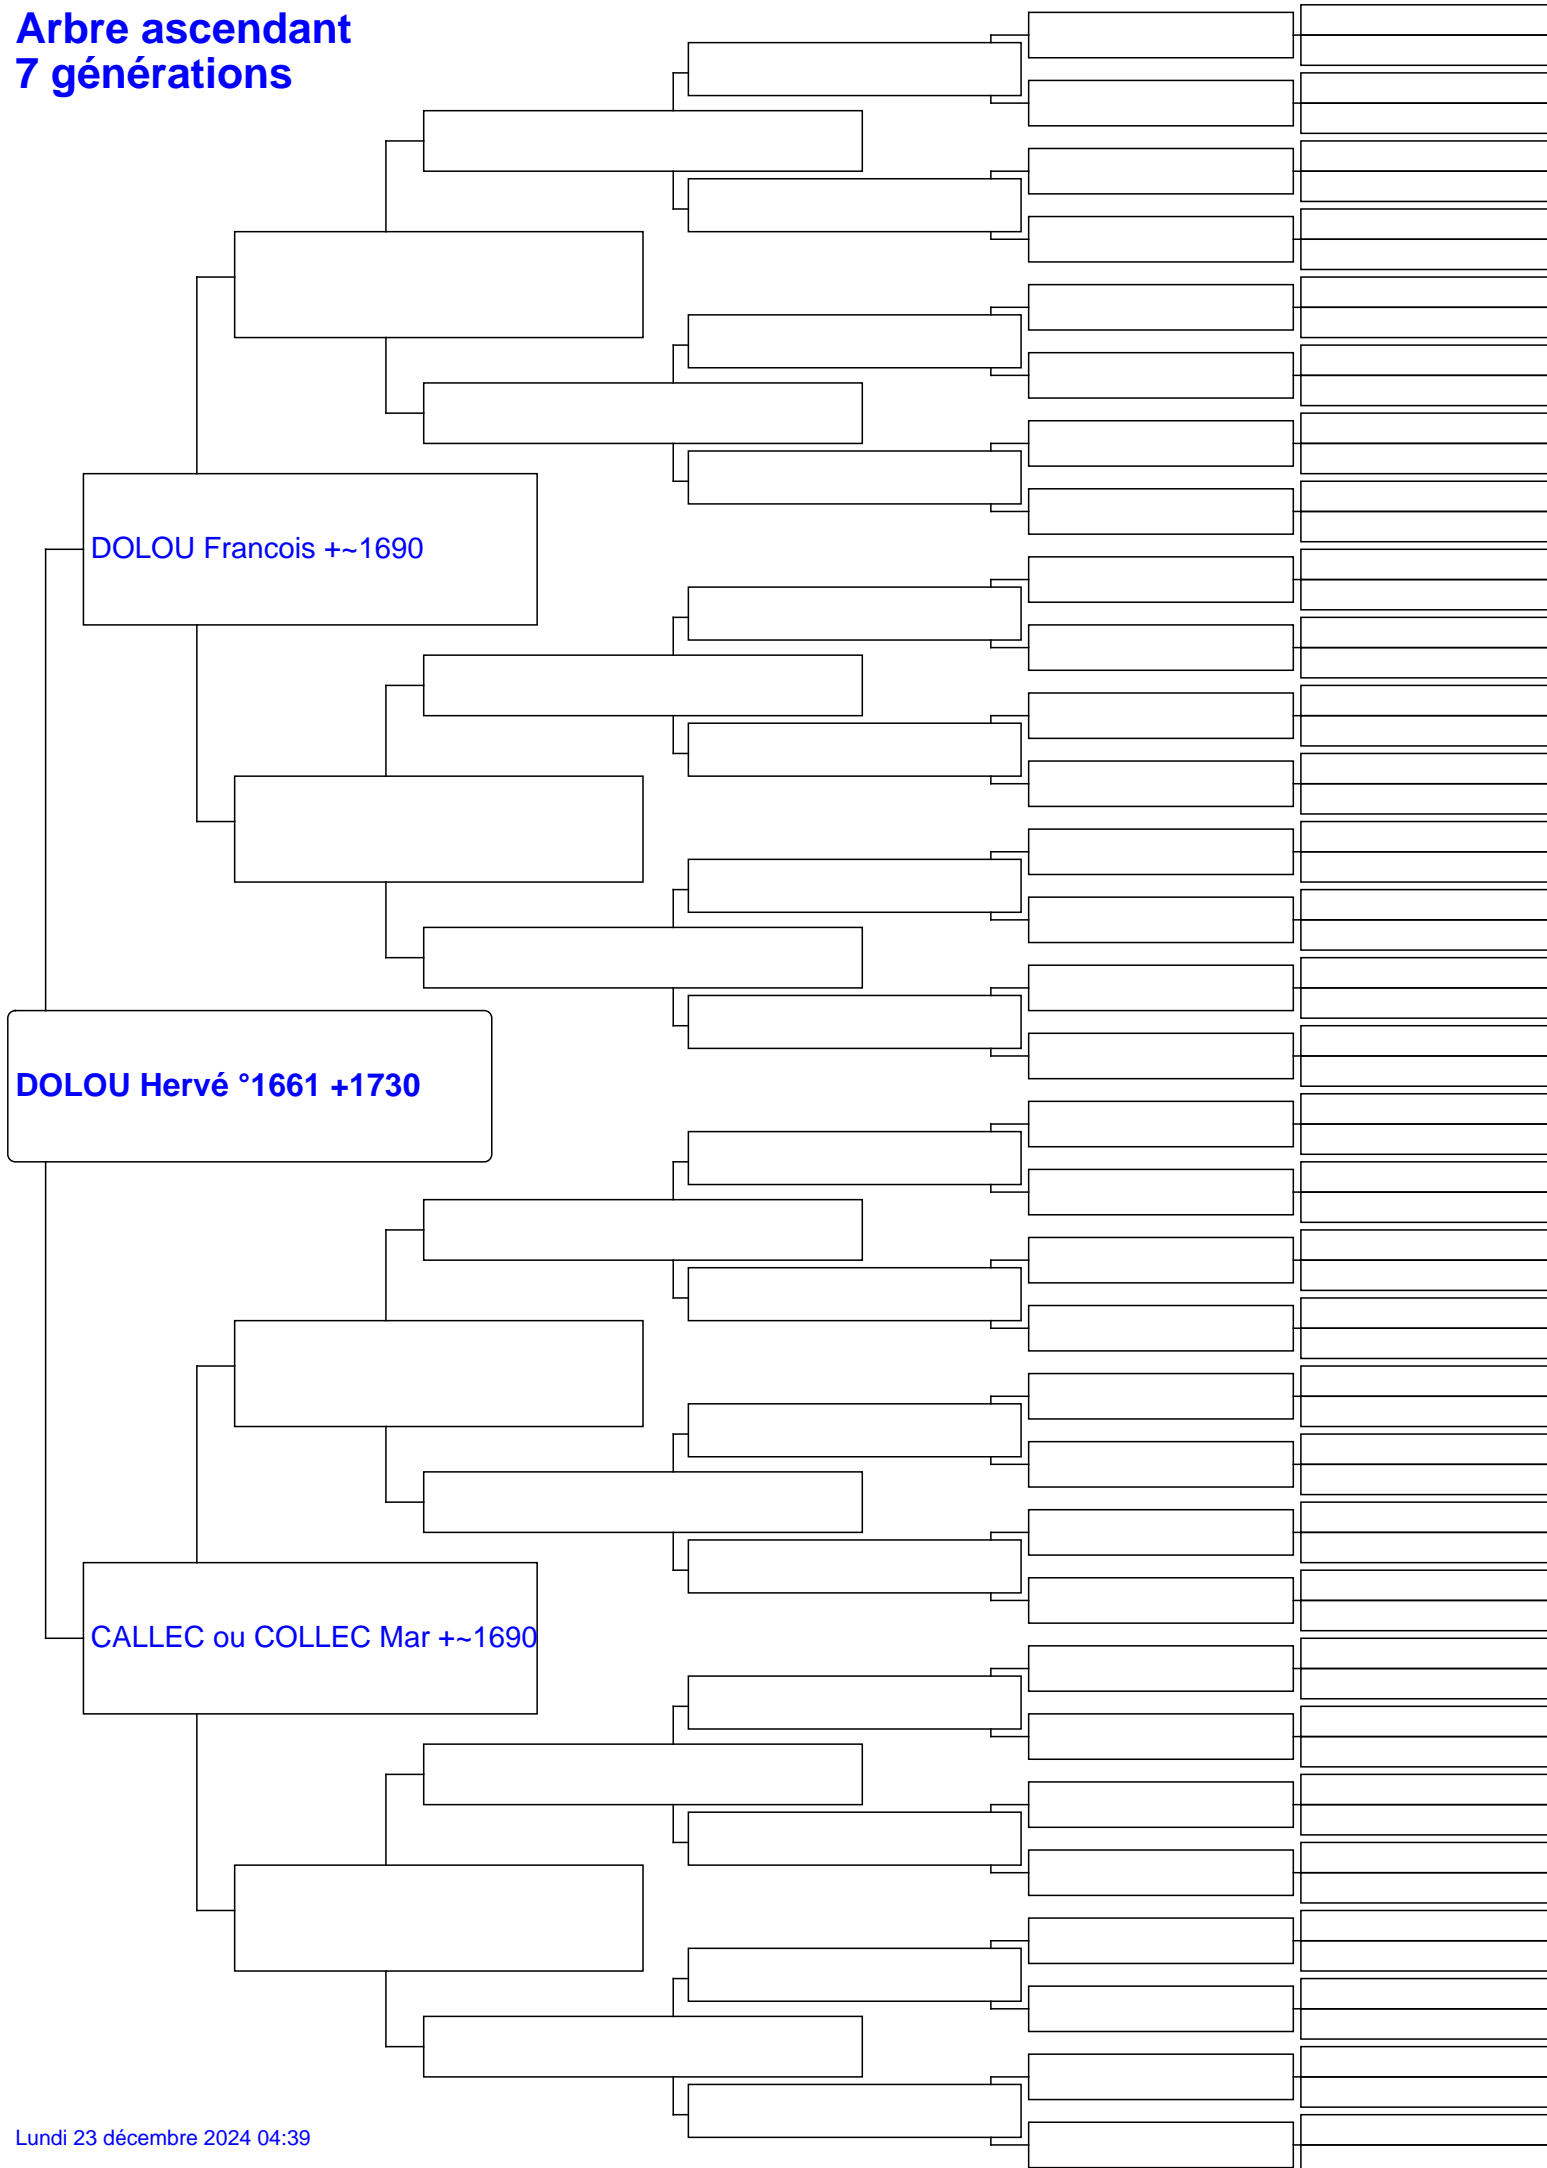 Arbre ascendant
7 générations
DOLOU Francois +~1690
DOLOU Hervé °1661 +1730
CALLEC ou COLLEC Mar +~1690
Lundi 23 décembre 2024 04:39